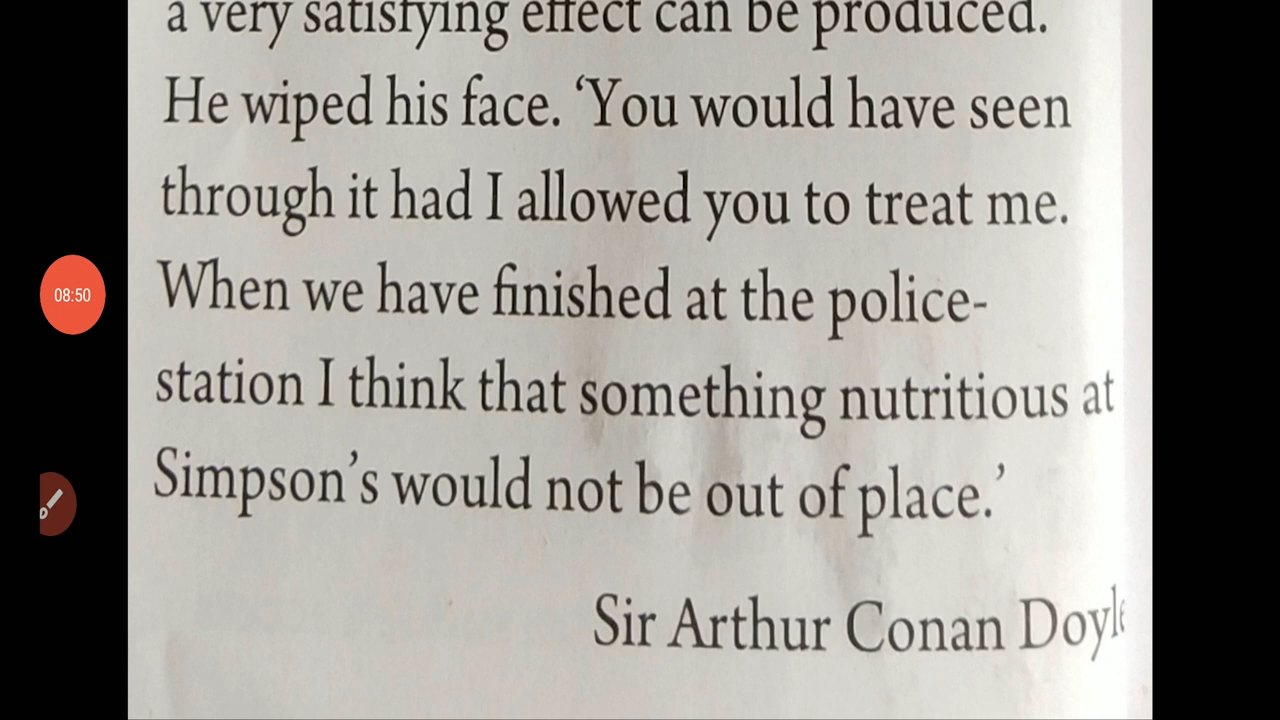 a very satisfying effect can be produced.
He wiped his face. ‘You would have seen
through it had I allowed you to treat me.
When we have finished at the police-
station I think that something nutritious at
Simpson’s would not be out of place.’
Sir Arthur Conan Doyle
08:50